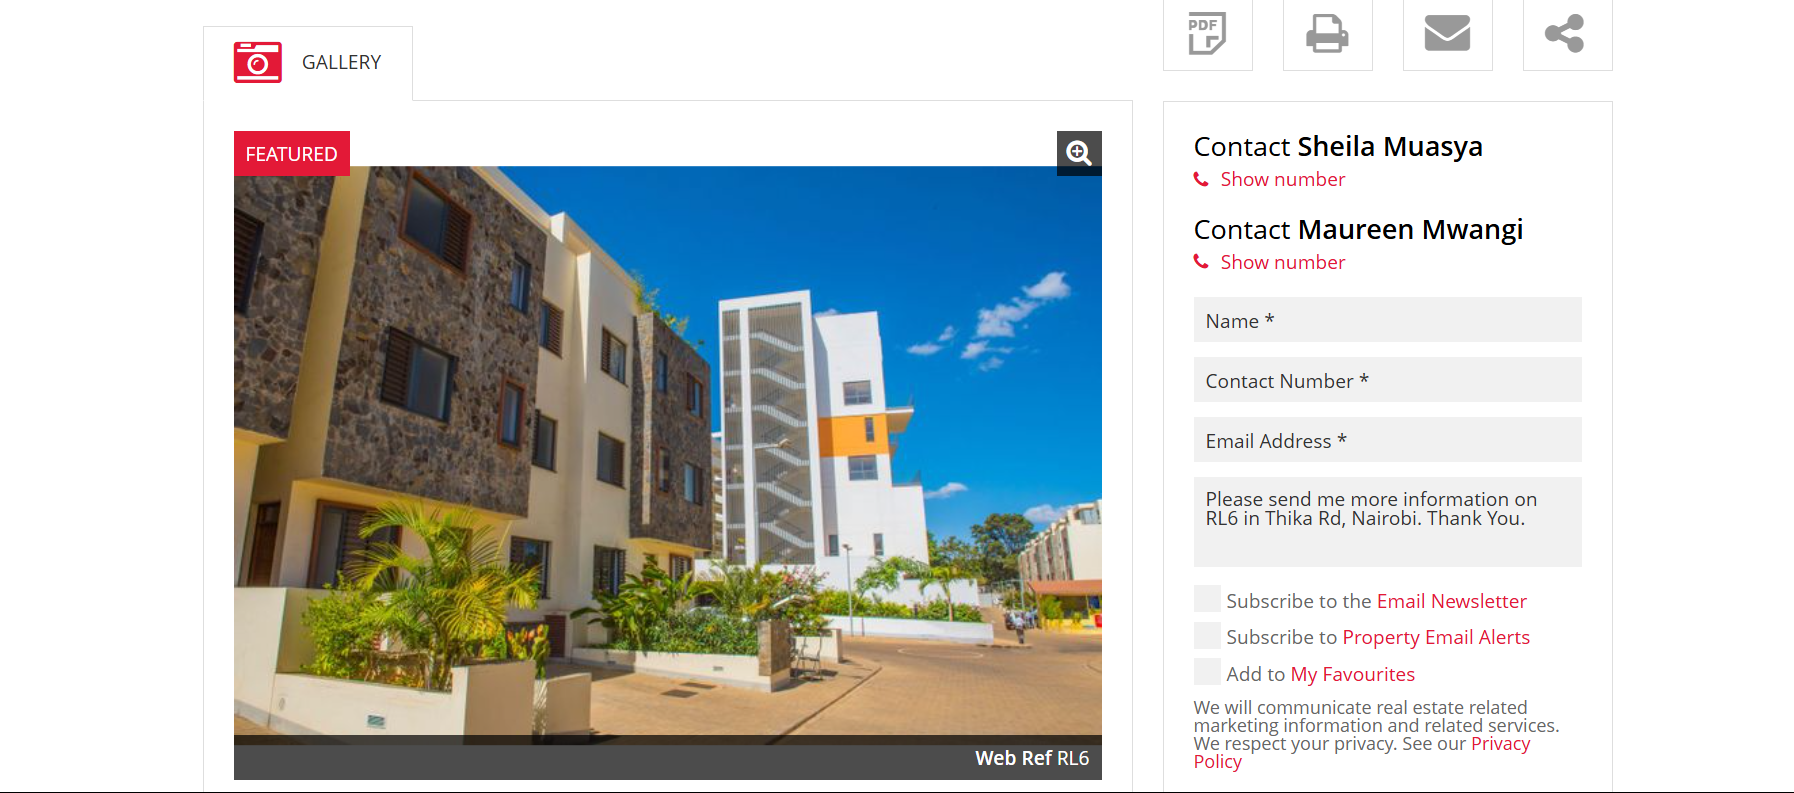 PDF
GALLERY
FEATURED
Web Ref RL6
Contact Sheila Muasya
Show number
Contact Maureen Mwangi
Show number
Name *
Contact Number *
Email Address *
Please send me more information on
RL6 in Thika Rd, Nairobi. Thank You.
Subscribe to the Email Newsletter
Subscribe to Property Email Alerts
Add to My Favourites
We will communicate real estate related
marketing information and related services.
We respect your privacy. See our Privacy
Policy